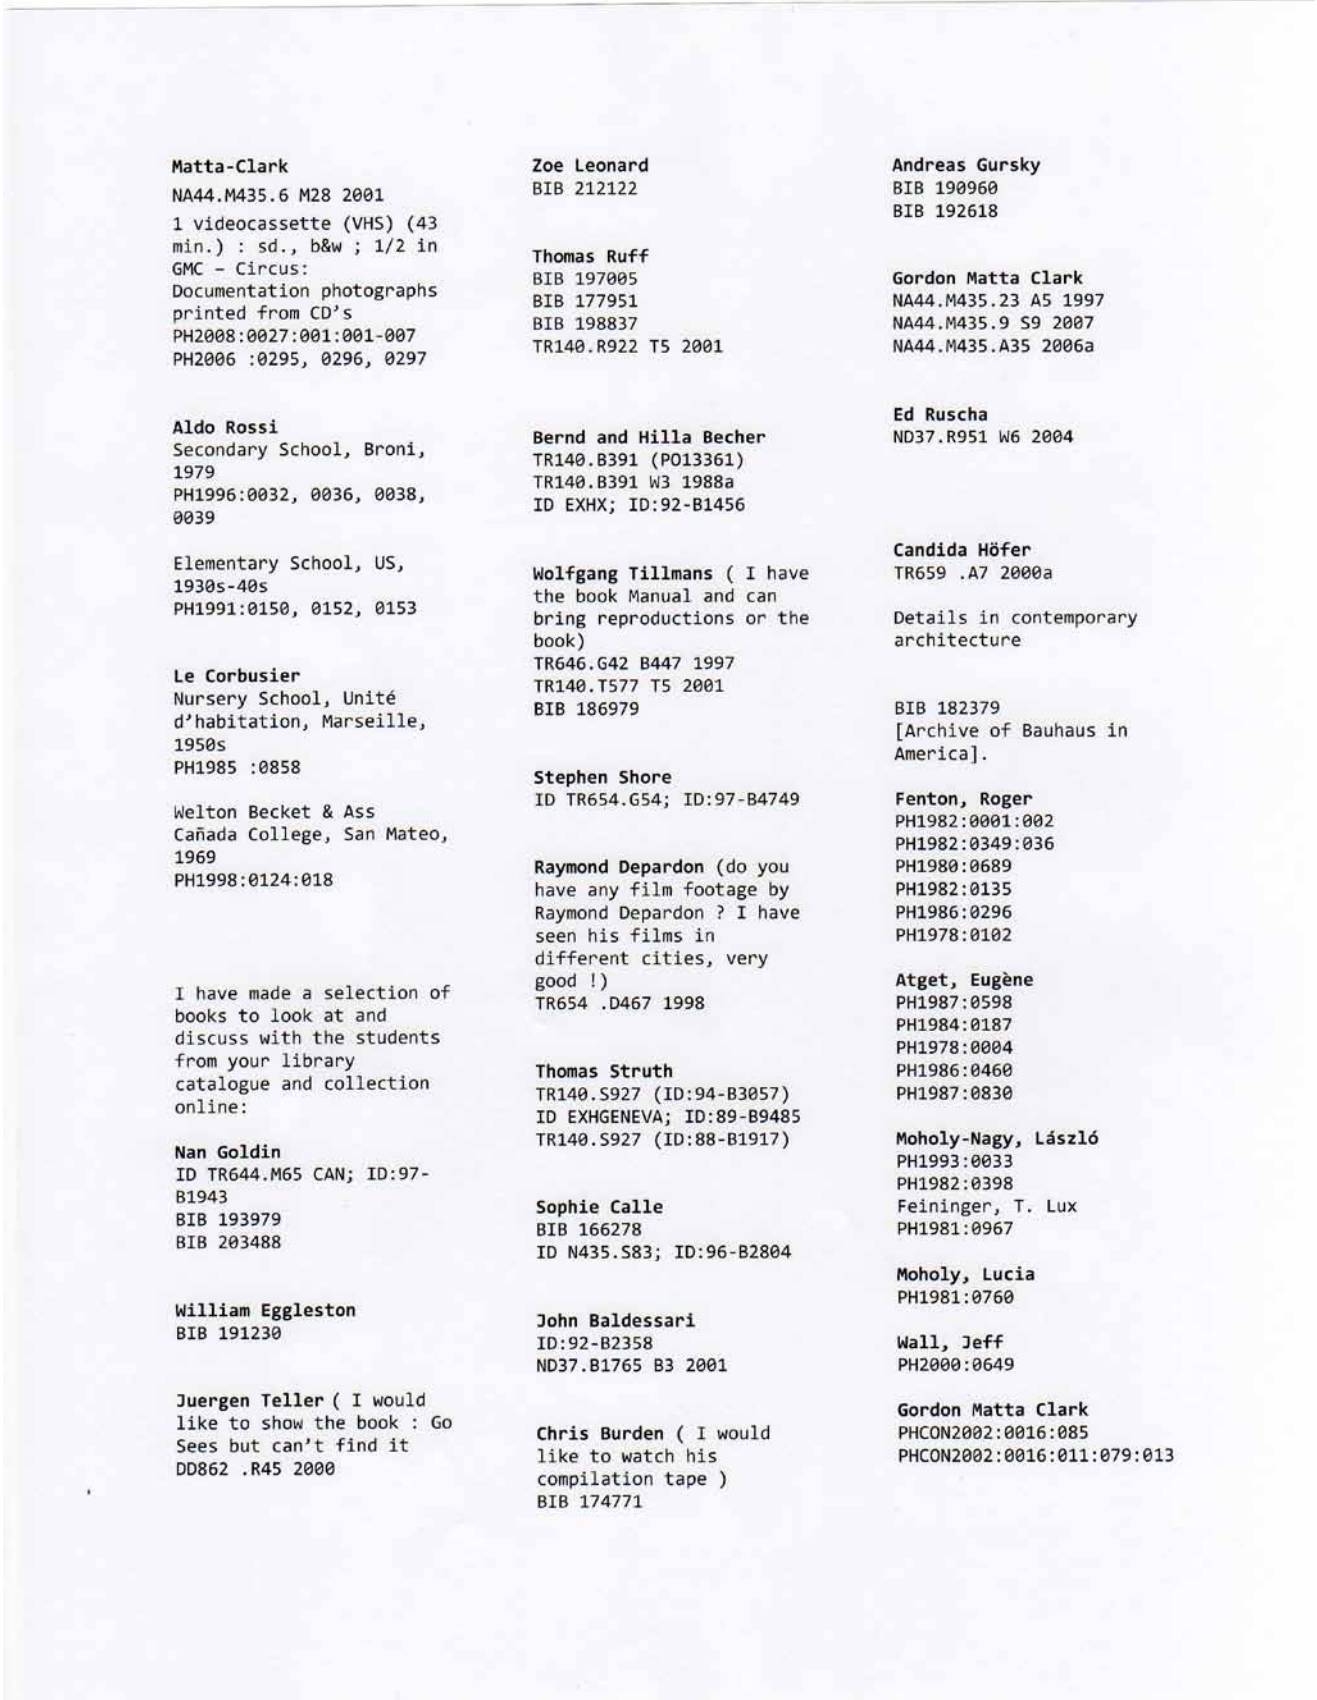 Matta-Clark
NA44.M435.6 M28 2001
1 videocassette (VHS) (43
min.) : sd., b&w ; 1/2 in
GMC – Circus:
Documentation photographs
printed from CD's
PH2008:0027:001:001-007
PH2006 :0295, 0296, 0297
Aldo Rossi
Secondary School, Broni,
1979
PH1996:0032, 0036, 0038,
0039
Elementary School, US,
1930s-40s
PH1991:0150, 0152, 0153
Le Corbusier
Nursery School, Unité
d'habitation, Marseille,
1950s
PH1985 :0858
Welton Becket & Ass
Cañada College, San Mateo,
1969
PH1998:0124:018
I have made a selection of
books to look at and
discuss with the students
from your library
catalogue and collection
online:
Nan Goldin
ID TR644.M65 CAN; ID:97-
B1943
BIB 193979
BIB 203488
William Eggleston
BIB 191230
Juergen Teller ( I would
like to show the book : Go
Sees but can't find it
DD862 .R45 2000
Zoe Leonard
BIB 212122
Thomas Ruff
BIB 197005
BIB 177951
BIB 198837
TR140.R922 T5 2001
Bernd and Hilla Becher
TR140.B391 (PO13361)
TR140.B391 W3 1988a
ID EXHX; ID:92-B1456
Wolfgang Tillmans ( I have
the book Manual and can
bring reproductions or the
book)
TR646.G42 B447 1997
TR140.T577 T5 2001
BIB 186979
Stephen Shore
ID TR654.G54; ID:97-B4749
Raymond Depardon (do you
have any film footage by
Raymond Depardon ? I have
seen his films in
different cities, very
good !)
TR654 .D467 1998
Thomas Struth
TR140.S927 (ID:94-B3057)
ID EXHGENEVA; ID:89-B9485
TR140.S927 (ID:88-B1917)
Sophie Calle
BIB 166278
ID N435.S83; ID:96-B2804
John Baldessari
ID:92-B2358
ND37.B1765 B3 2001
Chris Burden ( I would
like to watch his
compilation tape )
BIB 174771
Andreas Gursky
BIB 190960
BIB 192618
Gordon Matta Clark
NA44.M435.23 A5 1997
NA44.M435.9 S9 2007
NA44.M435.A35 2006a
Ed Ruscha
ND37.R951 W6 2004
Candida Höfer
TR659 .A7 2000a
Details in contemporary
architecture
BIB 182379
[Archive of Bauhaus in
America].
Fenton, Roger
PH1982:0001:002
PH1982:0349:036
PH1980:0689
PH1982:0135
PH1986:0296
PH1978:0102
Atget, Eugène
PH1987:0598
PH1984:0187
PH1978:0004
PH1986:0460
PH1987:0830
Moholy-Nagy, László
PH1993:0033
PH1982:0398
Feininger, T. Lux
PH1981:0967
Moholy, Lucia
PH1981:0760
Wall, Jeff
PH2000:0649
Gordon Matta Clark
PHCON2002:0016:085
PHCON2002:0016:011:079:013